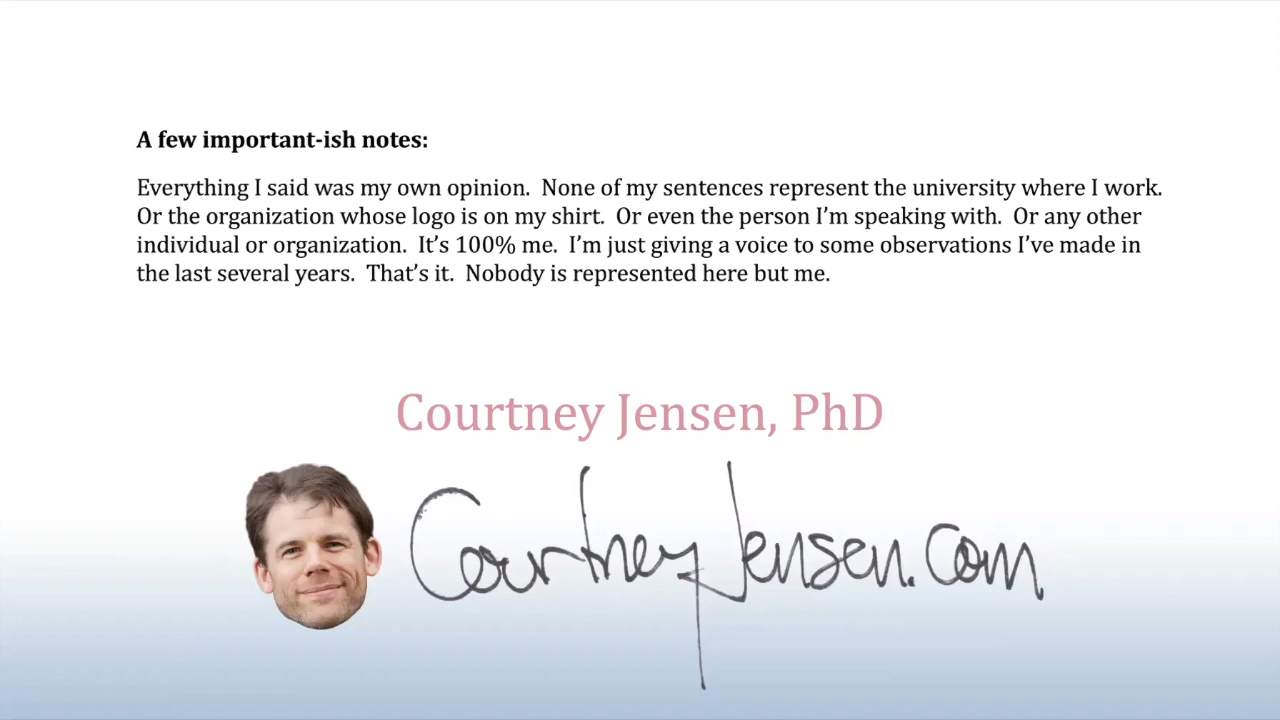 A few important-ish notes:
Everything I said was my own opinion.  None of my sentences represent the university where I work.
Or the organization whose logo is on my shirt.  Or even the person I’m speaking with.  Or any other
individual or organization.  It’s 100% me.  I’m just giving a voice to some observations I’ve made in
the last several years.  That’s it.  Nobody is represented here but me.
Courtney Jensen, PhD
CourtneyJensen.com